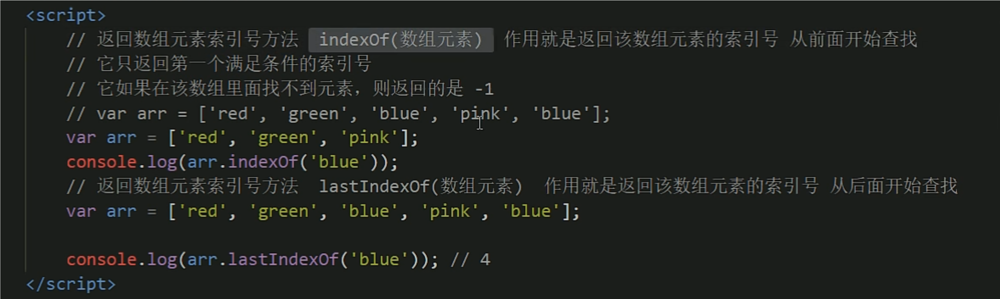 <script>
// 返回数组元素索引号方法  indexOf(数组元素)  作用就是返回该数组元素的索引号 从前面开始查找
// 它只返回第一个满足条件的索引号
// 它如果在该数组里面找不到元素，则返回的是 -1
// var arr = ['red', 'green', 'blue', 'pink', 'blue'];
var arr = ['red', 'green', 'pink'];
console.log(arr.indexOf('blue'));
// 返回数组元素索引号方法  lastIndexOf(数组元素)  作用就是返回该数组元素的索引号 从后面开始查找
var arr = ['red', 'green', 'blue', 'pink', 'blue'];
console.log(arr.lastIndexOf('blue')); // 4
</script>